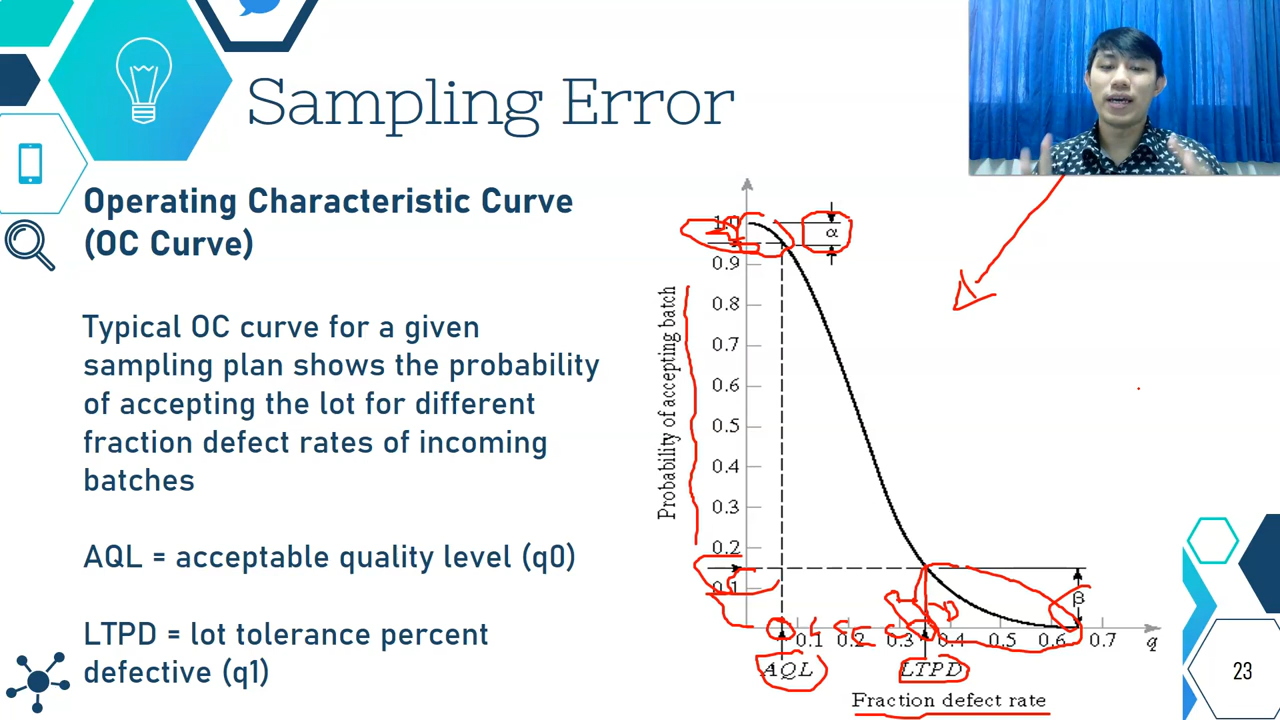 Sampling Error
Operating Characteristic Curve
(OC Curve)
Typical OC curve for a given
sampling plan shows the probability
of accepting the lot for different
fraction defect rates of incoming
batches
AQL = acceptable quality level (q0)
LTPD = lot tolerance percent
defective (q1)
Probability of accepting batch
1.0
α
0.9
0.8
0.7
0.6
0.5
0.4
0.3
0.2
0.1
β
0.1 0.2 0.3 0.4 0.5 0.6 0.7 q
AQL LTPD
Fraction defect rate
23